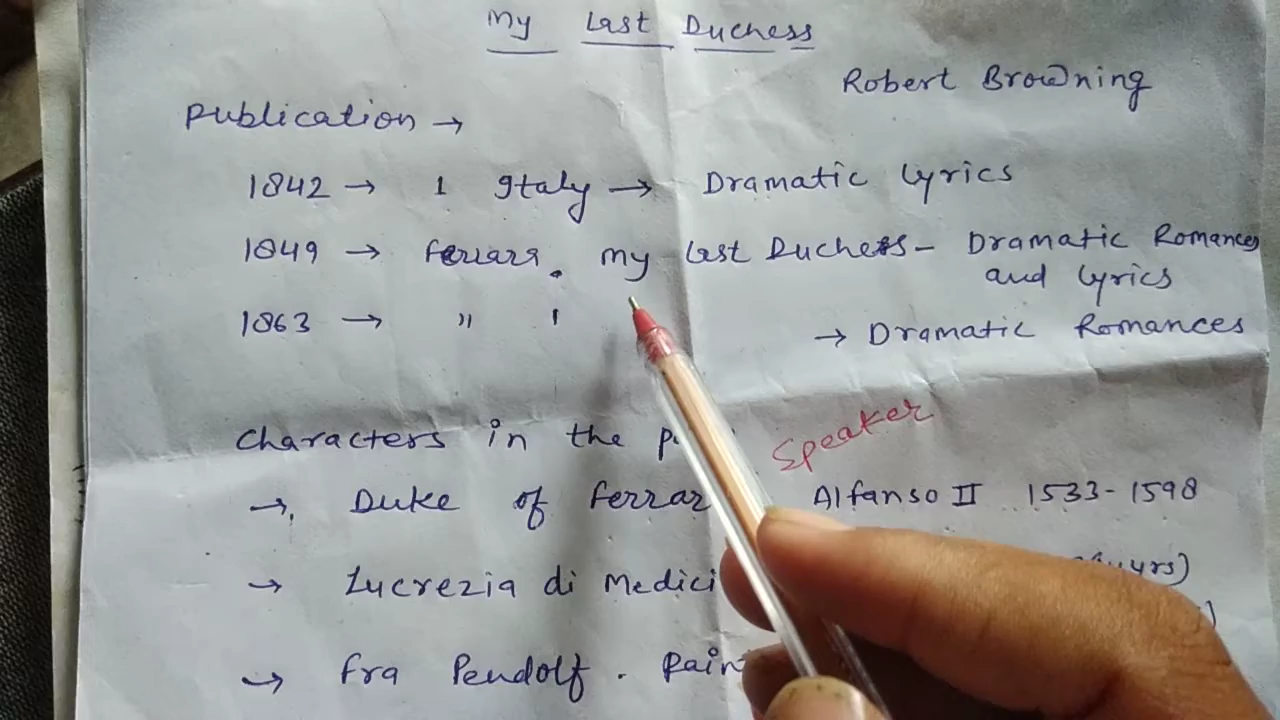 My Last Duchess
Robert Browning
Publication →
1842 → 1 Italy → Dramatic Lyrics
1849 → Ferrara. My Last Duchess - Dramatic Romances
and Lyrics
1863 → " 1 → Dramatic Romances
Characters in the
Speaker
→ Duke of Alfanso II 1533-1598
→ Lucrezia di Medici yrs)
→ Fra Pendolf.